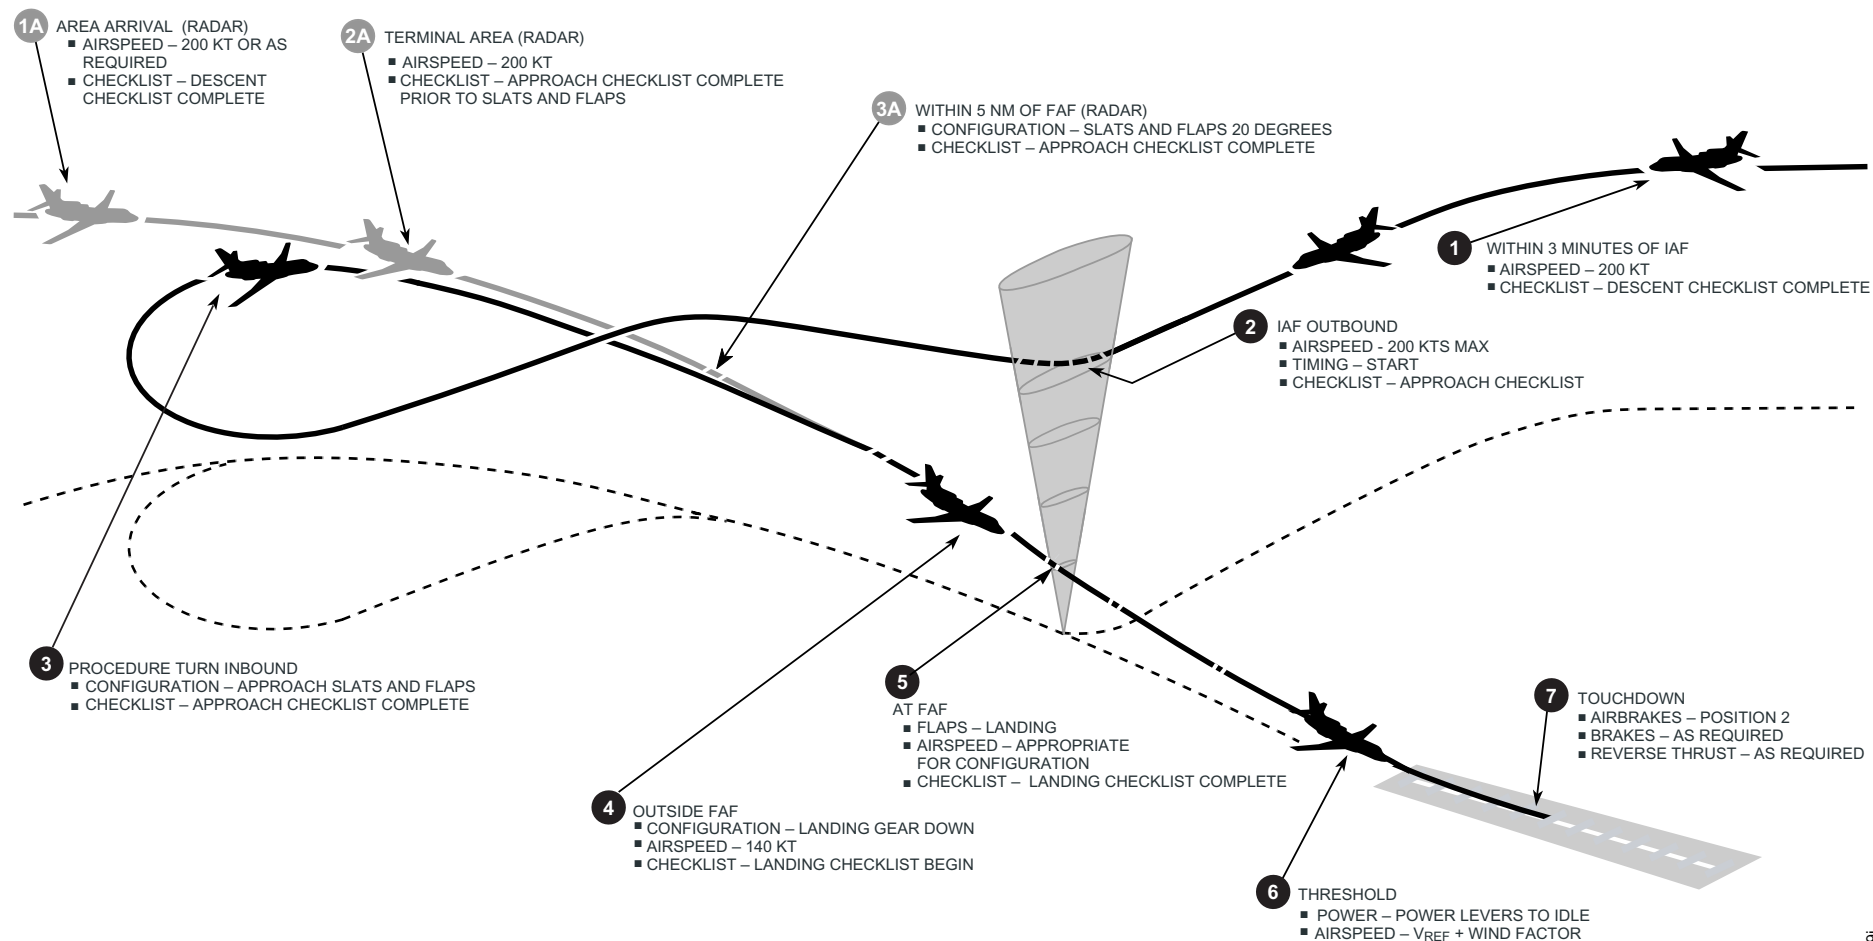 1A
AREA ARRIVAL (RADAR)
■ AIRSPEED – 200 KT OR AS
REQUIRED
■ CHECKLIST – DESCENT
CHECKLIST COMPLETE
2A
TERMINAL AREA (RADAR)
■ AIRSPEED – 200 KT
■ CHECKLIST – APPROACH CHECKLIST COMPLETE
PRIOR TO SLATS AND FLAPS
3A
WITHIN 5 NM OF FAF (RADAR)
■ CONFIGURATION – SLATS AND FLAPS 20 DEGREES
■ CHECKLIST – APPROACH CHECKLIST COMPLETE
1
WITHIN 3 MINUTES OF IAF
■ AIRSPEED – 200 KT
■ CHECKLIST – DESCENT CHECKLIST COMPLETE
2
IAF OUTBOUND
■ AIRSPEED - 200 KTS MAX
■ TIMING – START
■ CHECKLIST – APPROACH CHECKLIST
3
PROCEDURE TURN INBOUND
■ CONFIGURATION – APPROACH SLATS AND FLAPS
■ CHECKLIST – APPROACH CHECKLIST COMPLETE
4
OUTSIDE FAF
■ CONFIGURATION – LANDING GEAR DOWN
■ AIRSPEED – 140 KT
■ CHECKLIST – LANDING CHECKLIST BEGIN
5
AT FAF
■ FLAPS – LANDING
■ AIRSPEED – APPROPRIATE
FOR CONFIGURATION
■ CHECKLIST – LANDING CHECKLIST COMPLETE
6
THRESHOLD
■ POWER – POWER LEVERS TO IDLE
■ AIRSPEED – VREF + WIND FACTOR
7
TOUCHDOWN
■ AIRBRAKES – POSITION 2
■ BRAKES – AS REQUIRED
■ REVERSE THRUST – AS REQUIRED